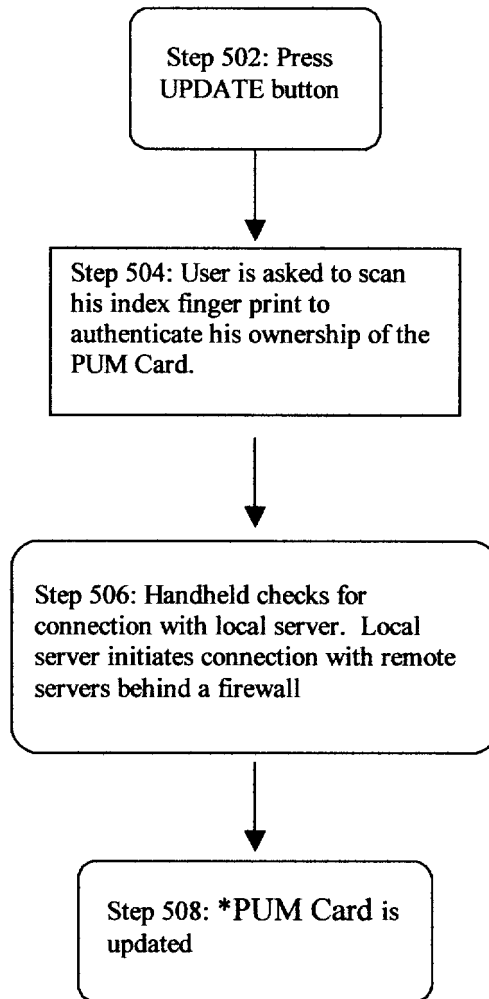 Step 502: Press
UPDATE button
Step 504: User is asked to scan
his index finger print to
authenticate his ownership of the
PUM Card.
Step 506: Handheld checks for
connection with local server.  Local
server initiates connection with remote
servers behind a firewall
Step 508: *PUM Card is
updated